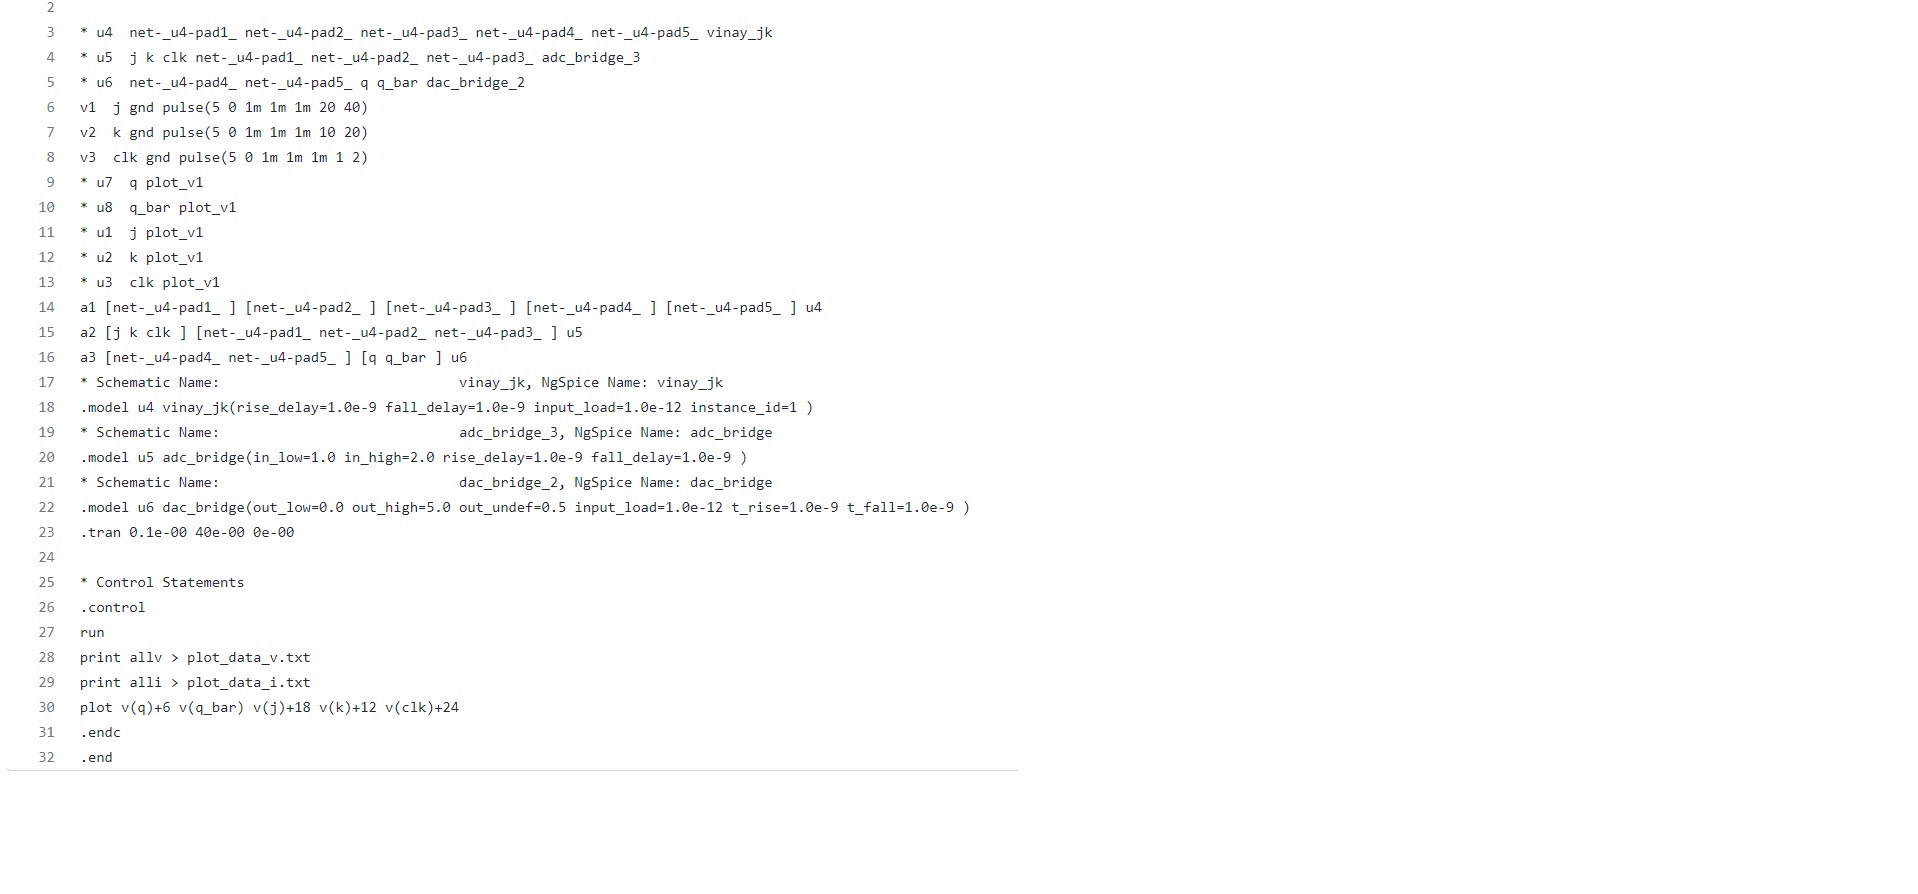 2
3 * u4  net-_u4-pad1_ net-_u4-pad2_ net-_u4-pad3_ net-_u4-pad4_ net-_u4-pad5_ vinay_jk
4 * u5  j k clk net-_u4-pad1_ net-_u4-pad2_ net-_u4-pad3_ adc_bridge_3
5 * u6  net-_u4-pad4_ net-_u4-pad5_ q q_bar dac_bridge_2
6 v1  j gnd pulse(5 0 1m 1m 1m 20 40)
7 v2  k gnd pulse(5 0 1m 1m 1m 10 20)
8 v3  clk gnd pulse(5 0 1m 1m 1m 1 2)
9 * u7  q plot_v1
10 * u8  q_bar plot_v1
11 * u1  j plot_v1
12 * u2  k plot_v1
13 * u3  clk plot_v1
14 a1 [net-_u4-pad1_ ] [net-_u4-pad2_ ] [net-_u4-pad3_ ] [net-_u4-pad4_ ] [net-_u4-pad5_ ] u4
15 a2 [j k clk ] [net-_u4-pad1_ net-_u4-pad2_ net-_u4-pad3_ ] u5
16 a3 [net-_u4-pad4_ net-_u4-pad5_ ] [q q_bar ] u6
17 * Schematic Name:                             vinay_jk, NgSpice Name: vinay_jk
18 .model u4 vinay_jk(rise_delay=1.0e-9 fall_delay=1.0e-9 input_load=1.0e-12 instance_id=1 )
19 * Schematic Name:                             adc_bridge_3, NgSpice Name: adc_bridge
20 .model u5 adc_bridge(in_low=1.0 in_high=2.0 rise_delay=1.0e-9 fall_delay=1.0e-9 )
21 * Schematic Name:                             dac_bridge_2, NgSpice Name: dac_bridge
22 .model u6 dac_bridge(out_low=0.0 out_high=5.0 out_undef=0.5 input_load=1.0e-12 t_rise=1.0e-9 t_fall=1.0e-9 )
23 .tran 0.1e-00 40e-00 0e-00
24
25 * Control Statements
26 .control
27 run
28 print allv > plot_data_v.txt
29 print alli > plot_data_i.txt
30 plot v(q)+6 v(q_bar) v(j)+18 v(k)+12 v(clk)+24
31 .endc
32 .end